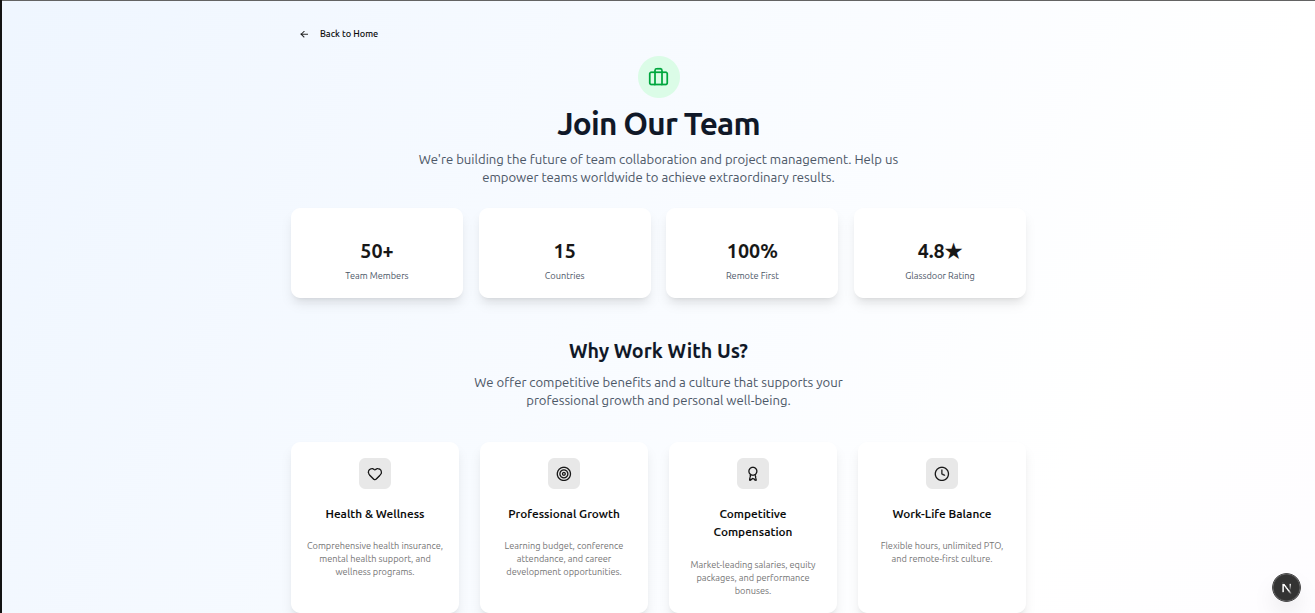 Back to Home
Join Our Team
We're building the future of team collaboration and project management. Help us
empower teams worldwide to achieve extraordinary results.
50+
Team Members
15
Countries
100%
Remote First
4.8★
Glassdoor Rating
Why Work With Us?
We offer competitive benefits and a culture that supports your
professional growth and personal well-being.
Health & Wellness
Comprehensive health insurance,
mental health support, and
wellness programs.
Professional Growth
Learning budget, conference
attendance, and career
development opportunities.
Competitive
Compensation
Market-leading salaries, equity
packages, and performance
bonuses.
Work-Life Balance
Flexible hours, unlimited PTO,
and remote-first culture.
N